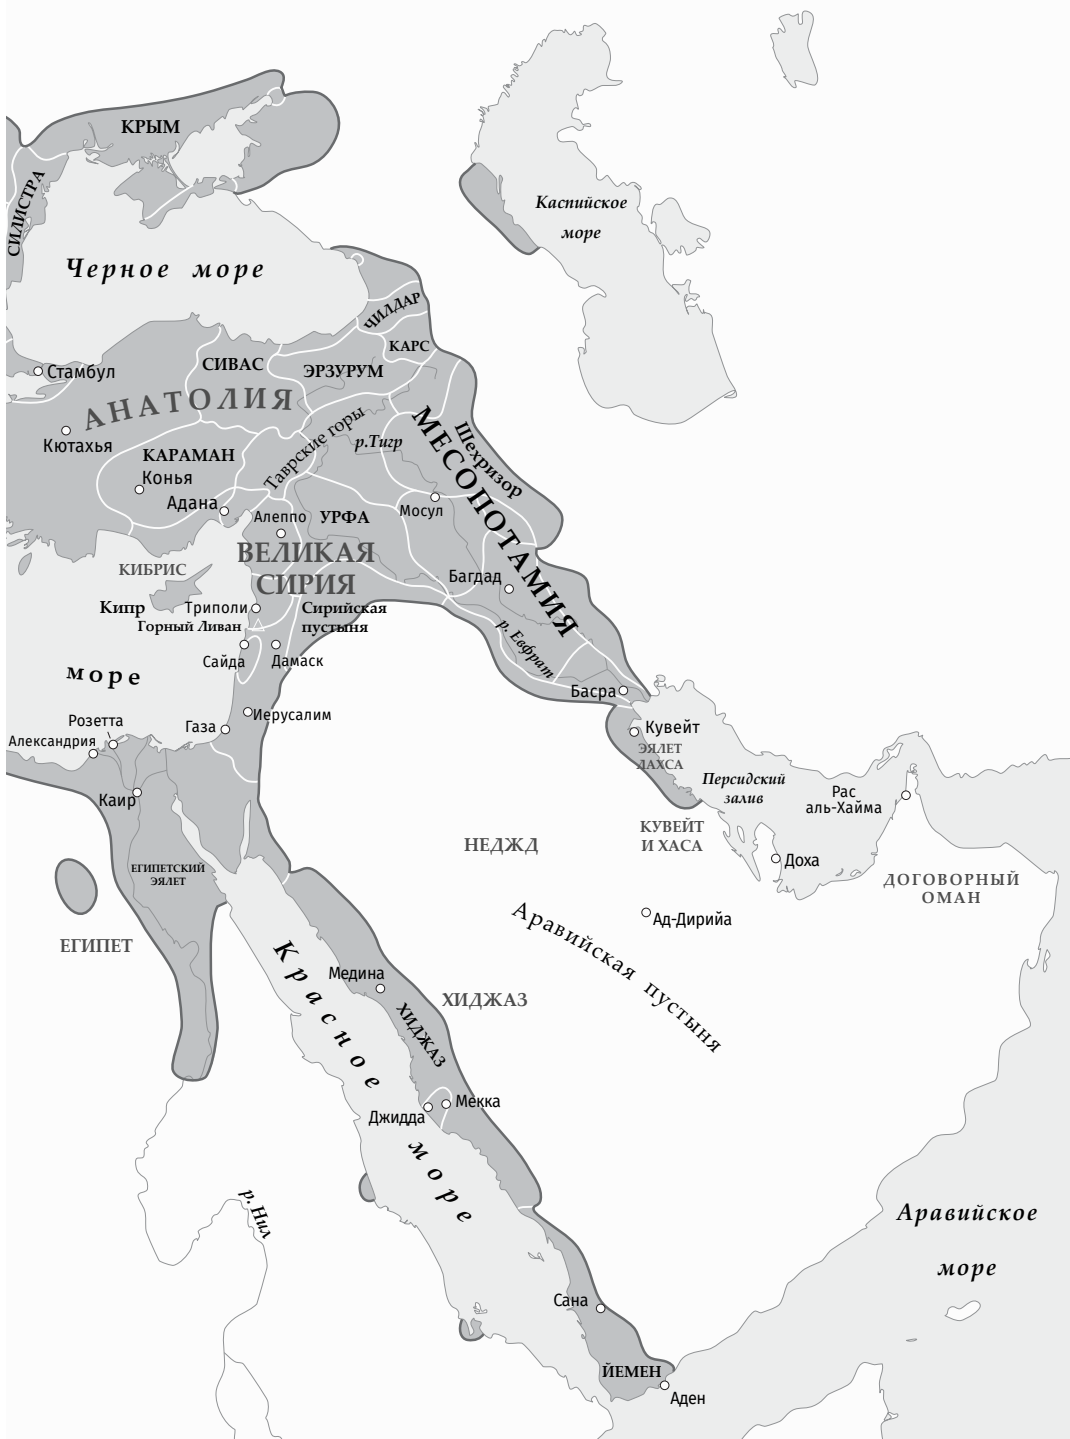 КРЫМ
СИЛИСТРА
Каспийское
море
Черное море
ЧИЛДАР
КАРС
СИВАС
ЭРЗУРУМ
Стамбул
АНАТОЛИЯ
Кютахья
КАРАМАН
Конья
Адана
Таврские горы
р.Тигр
МЕСОПОТАМИЯ
Шехризор
Мосул
Алеппо
УРФА
ВЕЛИКАЯ
СИРИЯ
КИБРИС
Кипр
Триполи
Горный Ливан
Сирийская
пустыня
Багдад
р. Евфрат
Сайда
Дамаск
море
Басра
Розетта
Александрия
Газа
Иерусалим
Кувейт
ЭЯЛЕТ
ЛАХСА
Персидский
залив
Рас
аль-Хайма
Каир
КУВЕЙТ
И ХАСА
НЕДЖД
Доха
ЕГИПЕТСКИЙ
ЭЯЛЕТ
ДОГОВОРНЫЙ
ОМАН
Ад-Дирийа
Аравийская пустыня
ЕГИПЕТ
Красное море
Медина
ХИДЖАЗ
ХИДЖАЗ
Мекка
Джидда
р. Нил
Аравийское
море
Сана
ЙЕМЕН
Аден